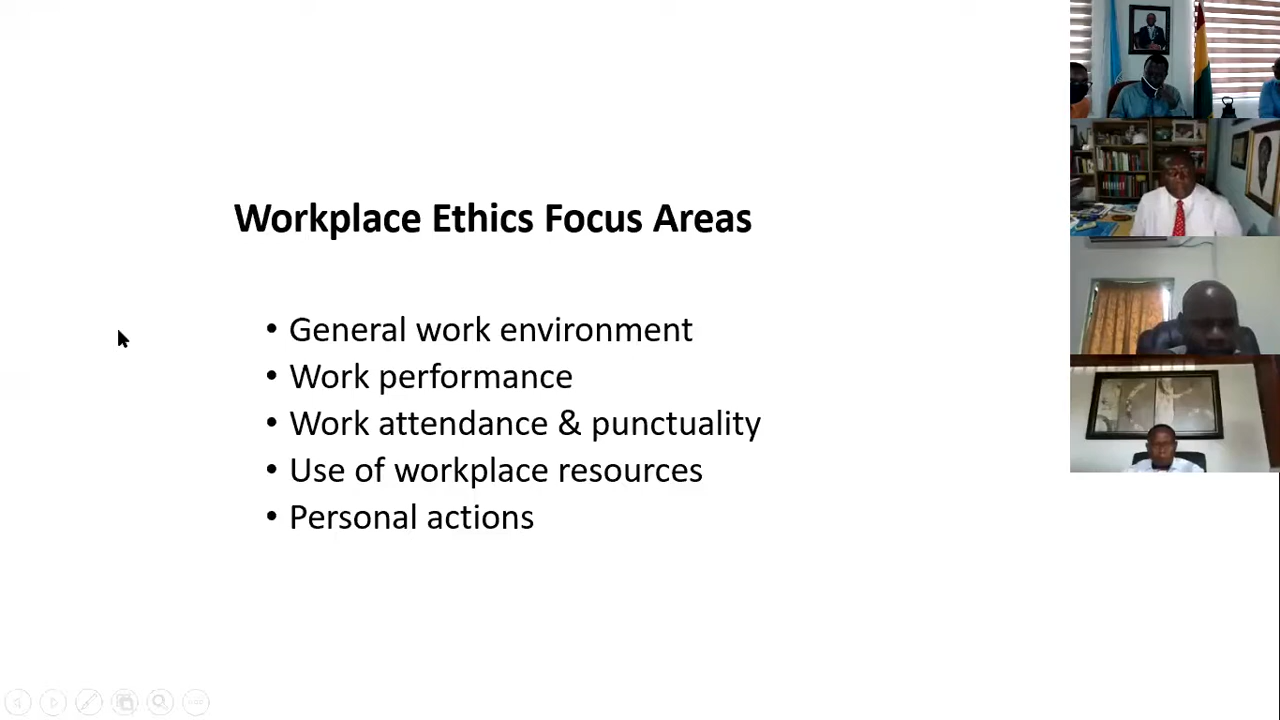 Workplace Ethics Focus Areas
• General work environment
• Work performance
• Work attendance & punctuality
• Use of workplace resources
• Personal actions